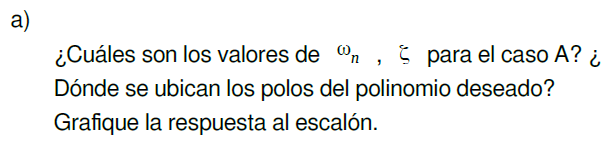 a)
¿Cuáles son los valores de ωn , ζ para el caso A? ¿
Dónde se ubican los polos del polinomio deseado?
Grafique la respuesta al escalón.